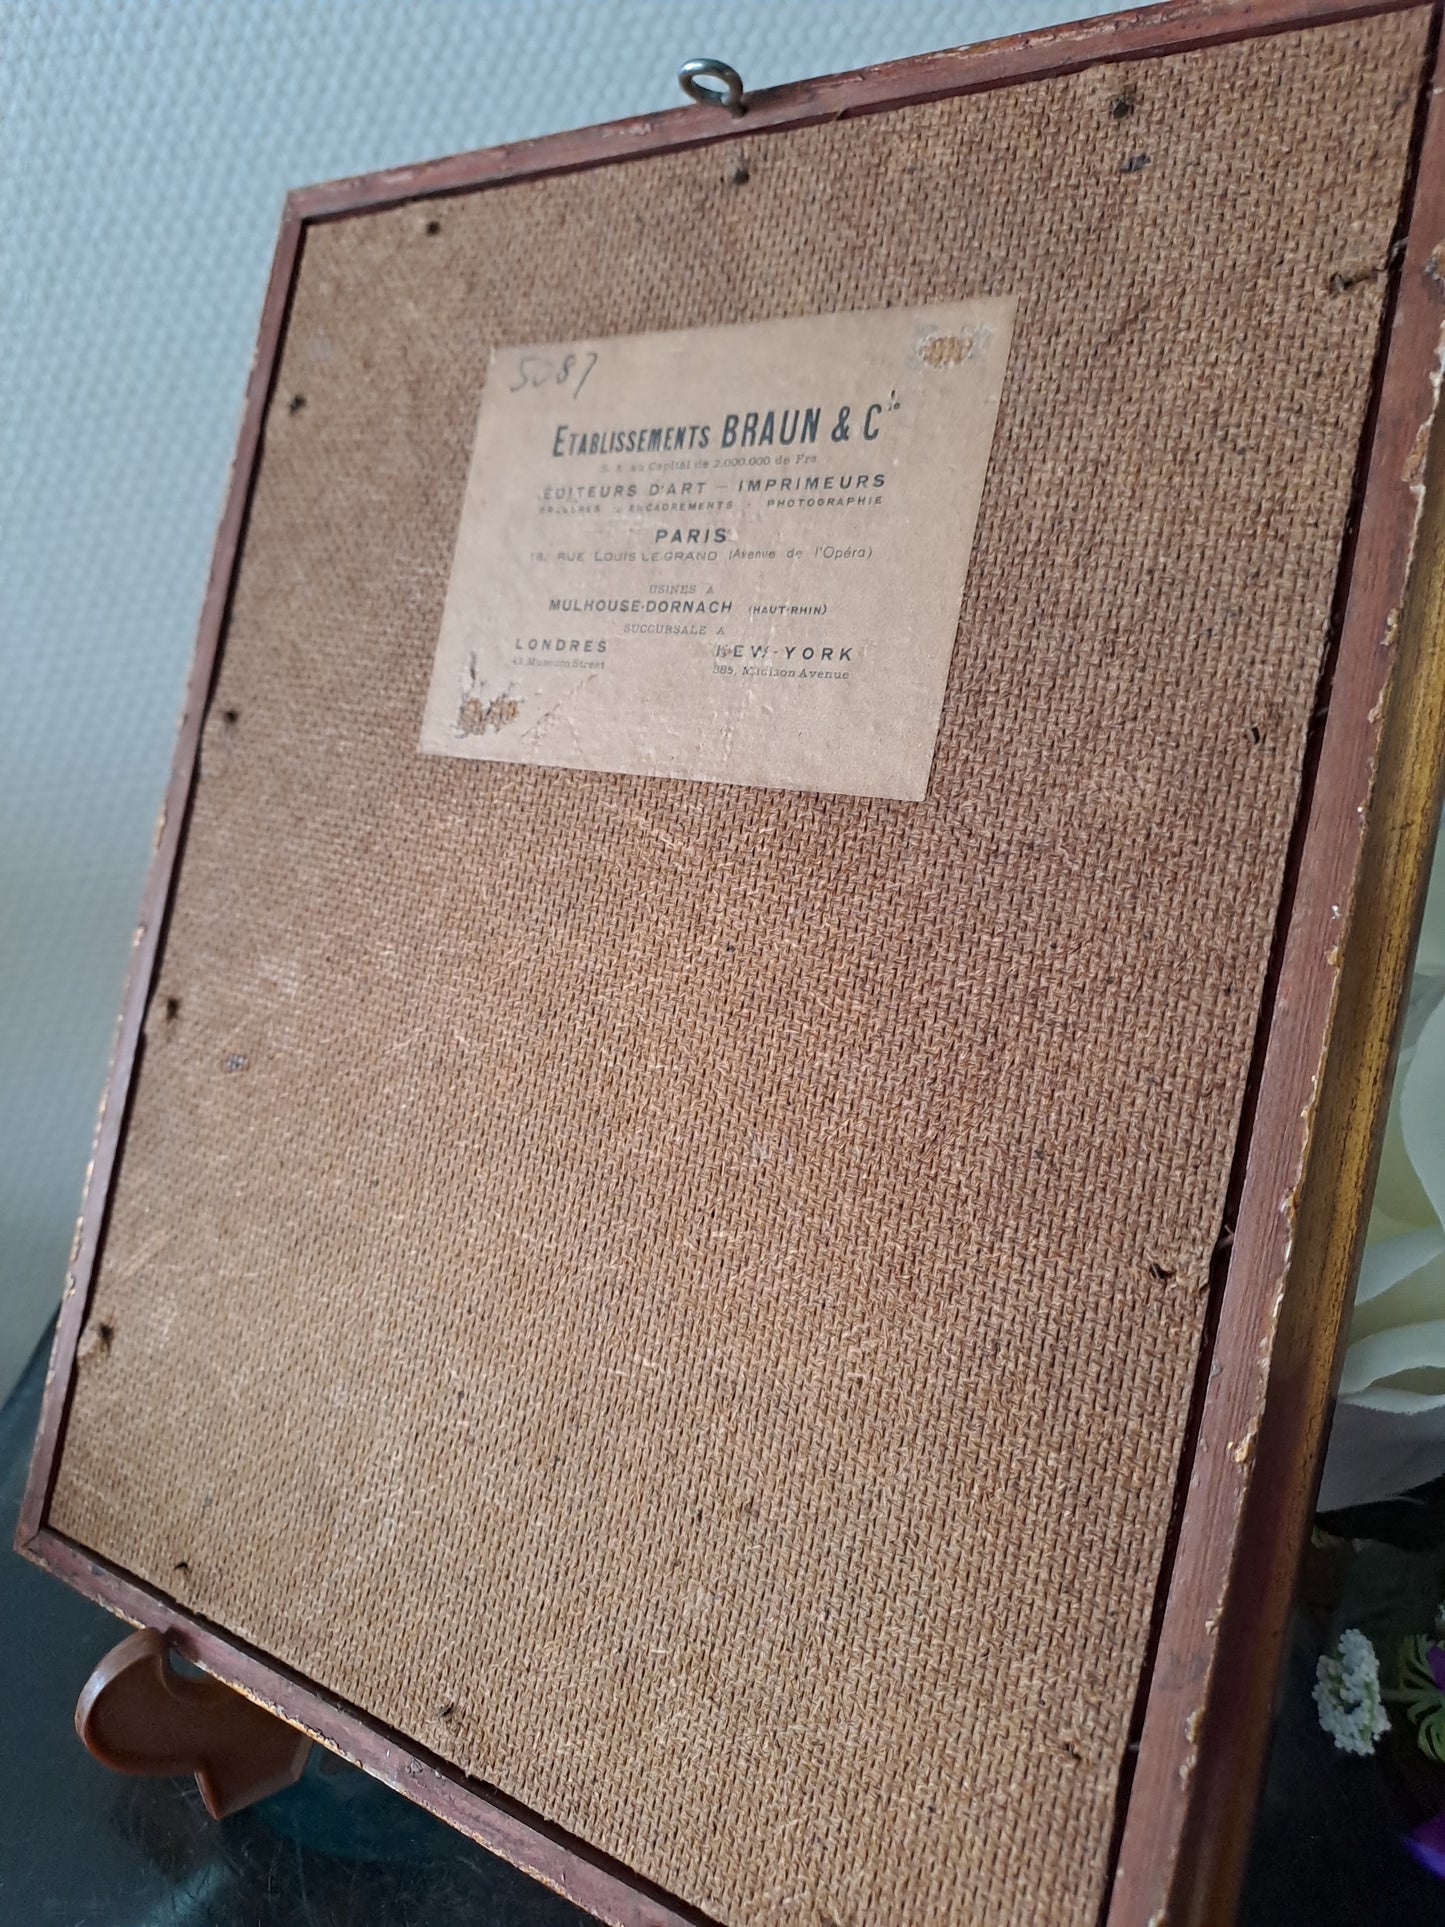 5087
ETABLISSEMENTS BRAUN & Cie
S. A. au Capital de 2.000.000 de Frs
ÉDITEURS D'ART — IMPRIMEURS
ENCADREMENTS - PHOTOGRAPHIE
PARIS
18, RUE LOUIS LE GRAND (Avenue de l'Opéra)
USINES A
MULHOUSE-DORNACH (HAUT-RHIN)
SUCCURSALE A
LONDRES NEW-YORK
43 Museum Street 385, Madison Avenue